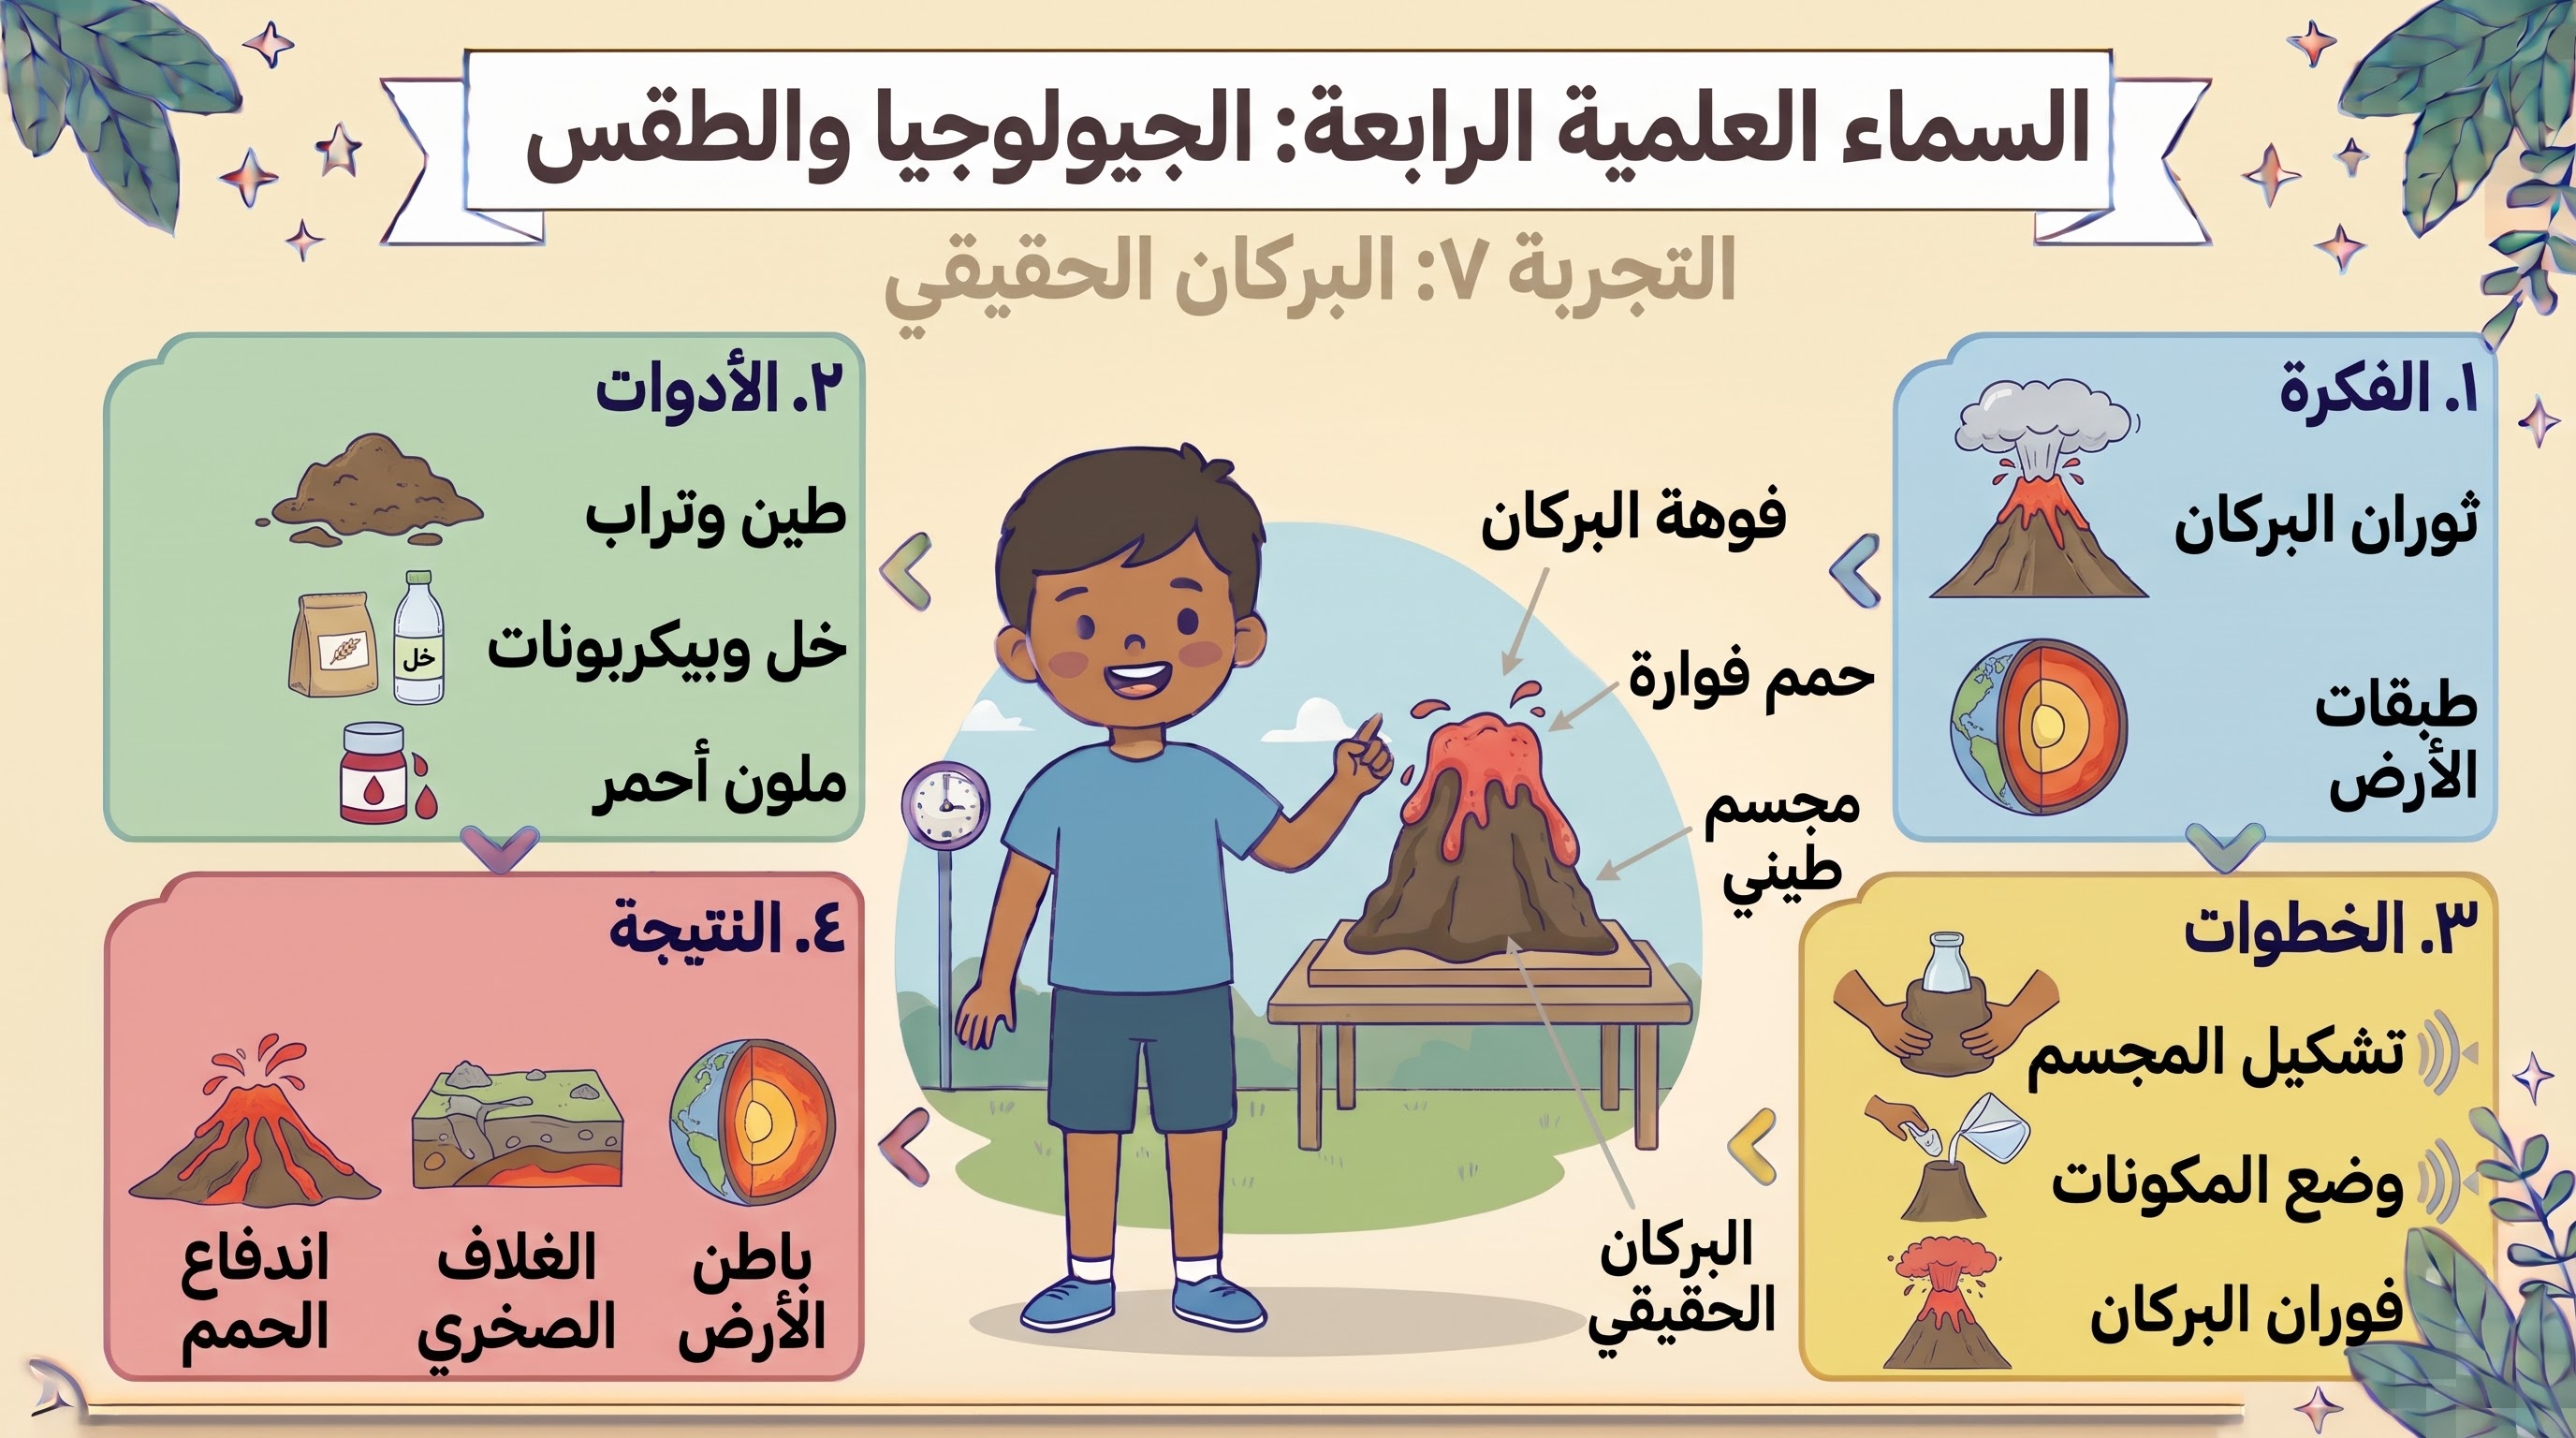 السماء العلمية الرابعة: الجيولوجيا والطقس
التجربة ٧: البركان الحقيقي
١. الفكرة
ثوران البركان
طبقات
الأرض
٢. الأدوات
طين وتراب
خل وبيكربونات
خل
ملون أحمر
فوهة البركان
حمم فوارة
مجسم
طيني
البركان
الحقيقي
٣. الخطوات
تشكيل المجسم
وضع المكونات
فوران البركان
٤. النتيجة
باطن
الأرض
الغلاف
الصخري
اندفاع
الحمم